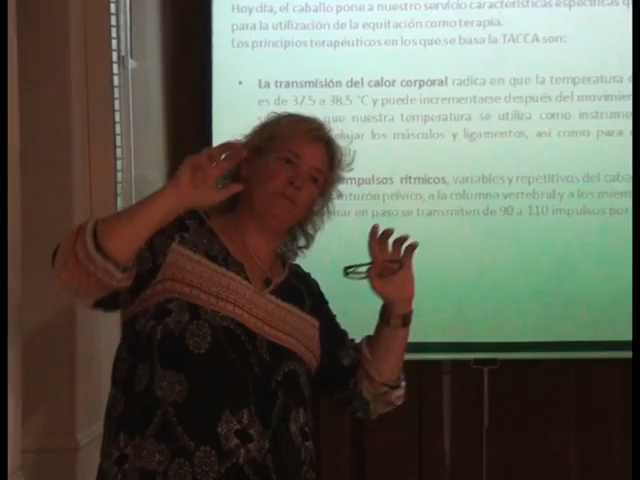 Hoy día, el caballo pone a nuestro servicio características específicas q
para la utilización de la equitación como terapia.
Los principios terapéuticos en los que se basa la TACCA son:
• La transmisión del calor corporal radica en que la temperatura
es de 37.5 a 38.5 °C y puede incrementarse después del movimie
que nuestra temperatura se utiliza como instrume
elajar los músculos y ligamentos, así como para
impulsos rítmicos, variables y repetitivos del caba
inturón pélvico, a la columna vertebral y a los miem
nar en paso se transmiten de 90 a 110 impulsos por